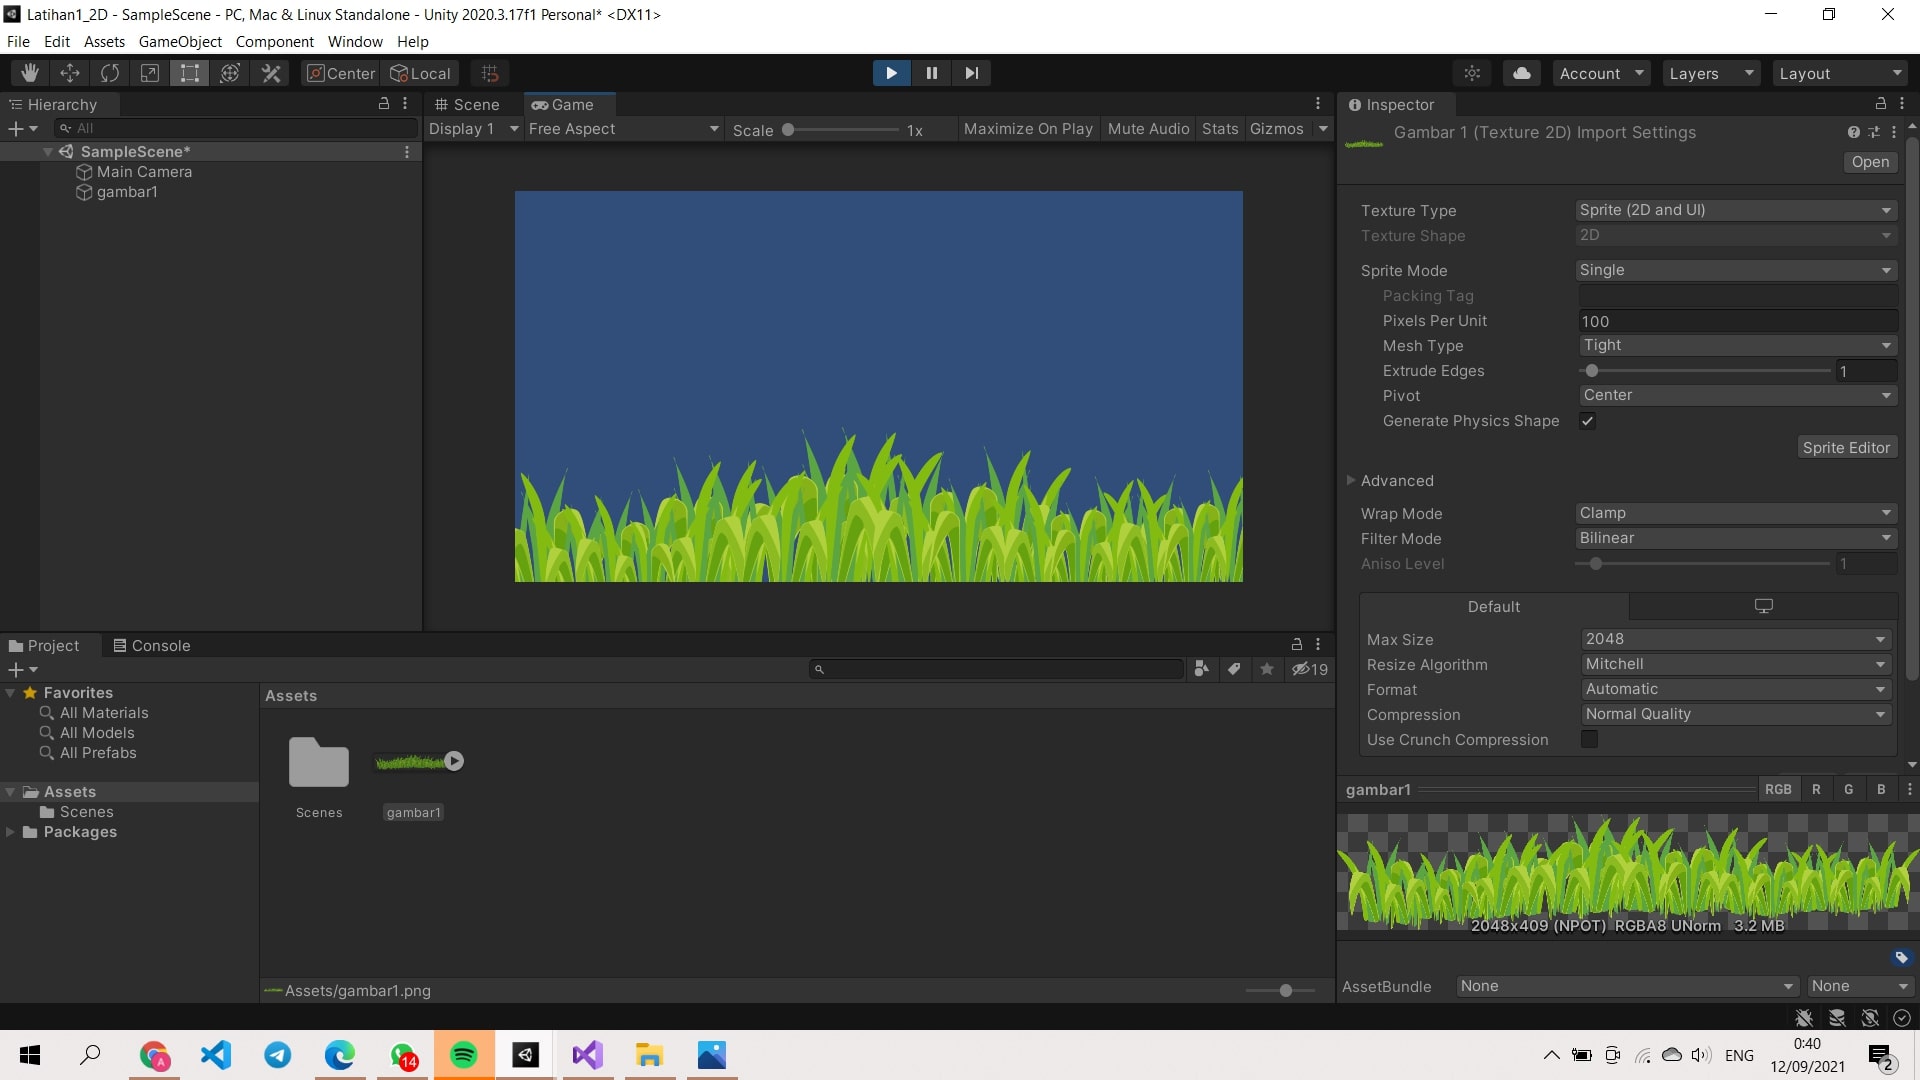 Latihan1_2D - SampleScene - PC, Mac & Linux Standalone - Unity 2020.3.17f1 Personal* <DX11>
File Edit Assets GameObject Component Window Help
Center Local Account Layers Layout
Hierarchy
All
SampleScene*
Main Camera
gambar1
Scene Game
Display 1 Free Aspect Scale 1x Maximize On Play Mute Audio Stats Gizmos
Inspector
Gambar 1 (Texture 2D) Import Settings
Open
Texture Type Sprite (2D and UI)
Texture Shape 2D
Sprite Mode Single
Packing Tag
Pixels Per Unit 100
Mesh Type Tight
Extrude Edges 1
Pivot Center
Generate Physics Shape
Sprite Editor
Advanced
Wrap Mode Clamp
Filter Mode Bilinear
Aniso Level 1
Default
Max Size 2048
Resize Algorithm Mitchell
Format Automatic
Compression Normal Quality
Use Crunch Compression
gambar1 RGB R G B
2048x409 (NPOT) RGBA8 UNorm 3.2 MB
AssetBundle None None
Project Console
19
Favorites
All Materials
All Models
All Prefabs
Assets
Scenes
Packages
Assets
Scenes gambar1
Assets/gambar1.png
A
14
ENG
0:40
12/09/2021
2